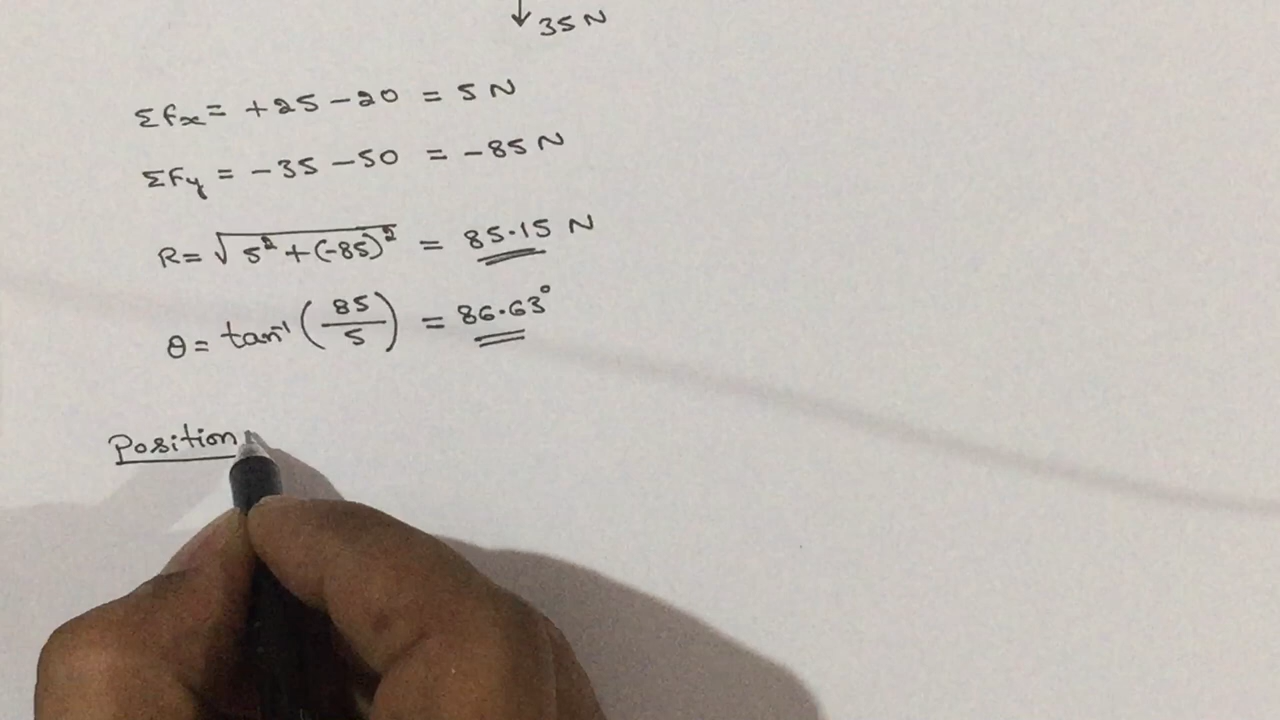 ↓ 35 N
Σfx = +25 - 20 = 5 N
ΣFy = -35 - 50 = -85 N
R = √5² + (-85)² = 85.15 N
θ = tan⁻¹ (85/5) = 86.63°
Position